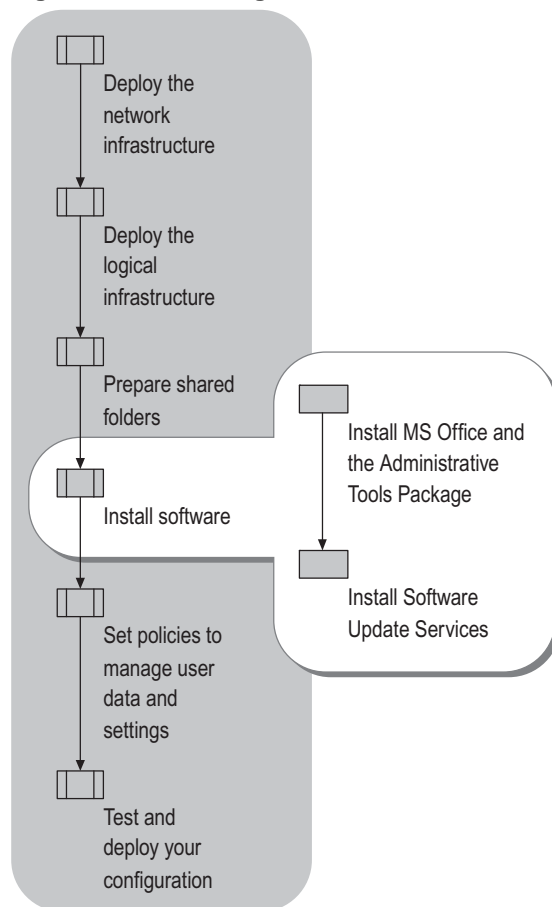 Deploy the
network
infrastructure
Deploy the
logical
infrastructure
Prepare shared
folders
Install software
Set policies to
manage user
data and
settings
Test and
deploy your
configuration
Install MS Office and
the Administrative
Tools Package
Install Software
Update Services